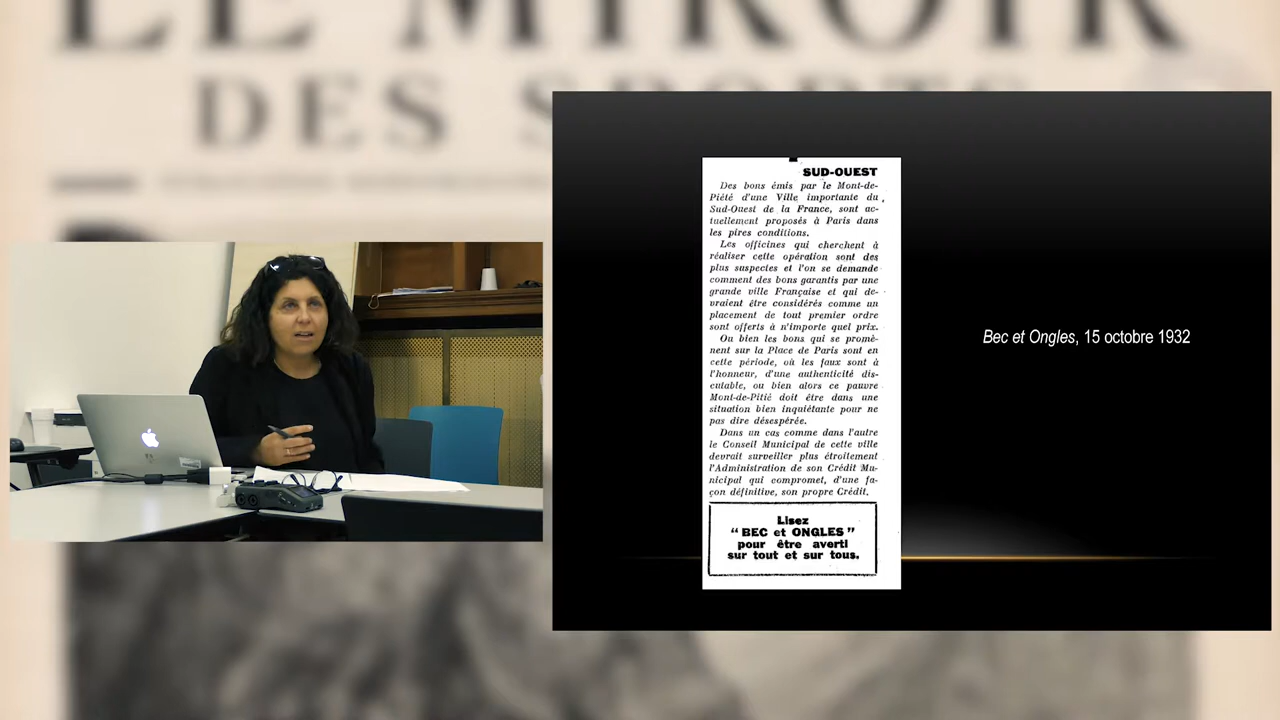 LE MIROIR
DES SPORTS
SUD-OUEST
Des bons émis par le Mont-de-
Piété d'une Ville importante du
Sud-Ouest de la France, sont ac-
tuellement proposés à Paris dans
les pires conditions.
Les officines qui cherchent à
réaliser cette opération sont des
plus suspectes et l'on se demande
comment des bons garantis par une
grande ville Française et qui de-
vraient être considérés comme un
placement de tout premier ordre
sont offerts à n'importe quel prix.
Ou bien les bons qui se promè-
nent sur la Place de Paris sont en
cette période, où les faux sont à
l'honneur, d'une authenticité dis-
cutable, ou bien alors ce pauvre
Mont-de-Pitié doit être dans une
situation bien inquiétante pour ne
pas dire désespérée.
Dans un cas comme dans l'autre
le Conseil Municipal de cette ville
devrait surveiller plus étroitement
l'Administration de son Crédit Mu-
nicipal qui compromet, d'une fa-
çon définitive, son propre Crédit.
Lisez
" BEC et ONGLES "
pour être averti
sur tout et sur tous.
Bec et Ongles, 15 octobre 1932